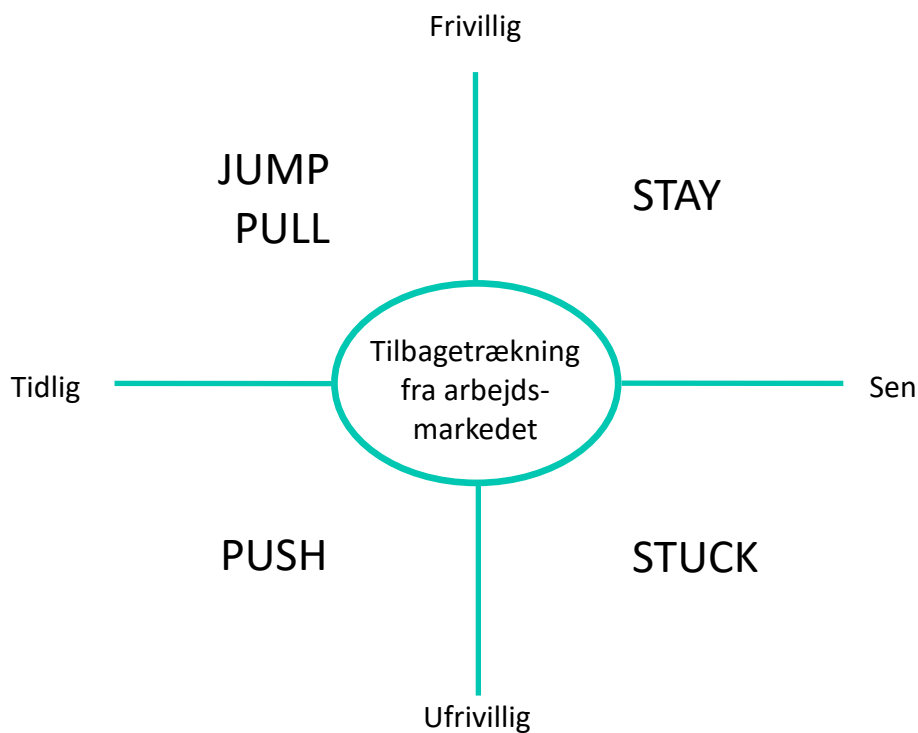 Frivillig
JUMP
PULL
STAY
Tilbagetrækning
fra arbejds-
markedet
Tidlig
Sen
PUSH
STUCK
Ufrivillig